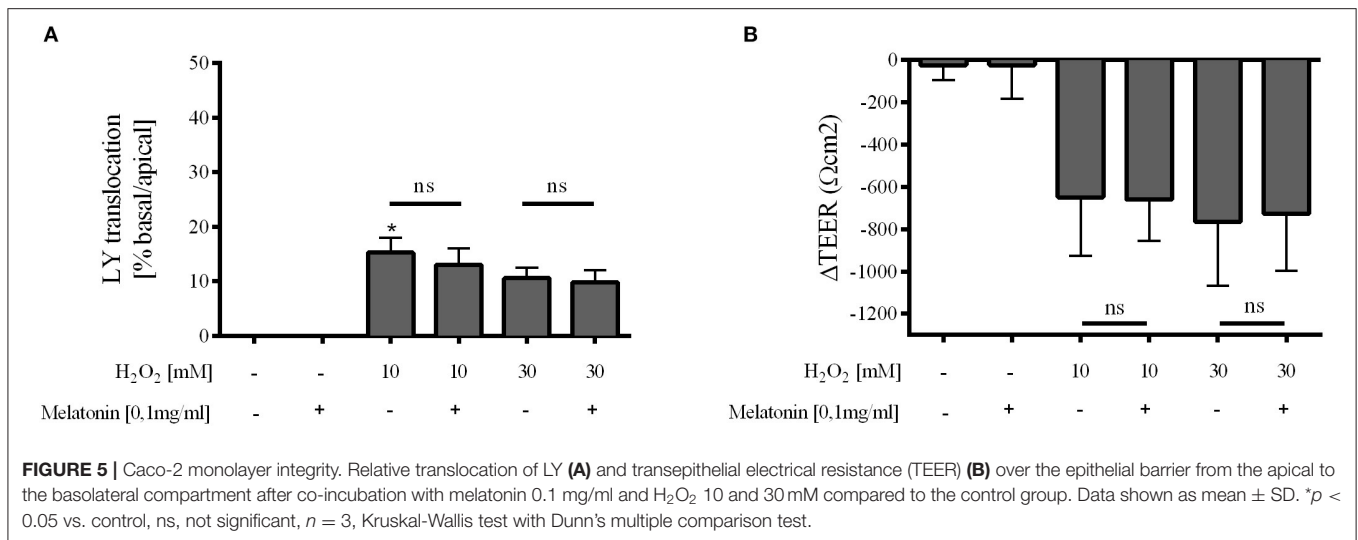 A
LY translocation
[% basal/apical]
50
40
30
20
10
0
ns
ns
*
H₂O₂ [mM] - - 10 10 30 30
Melatonin [0,1mg/ml] - + - + - +
B
ΔTEER (Ωcm2)
0
-200
-400
-600
-800
-1000
-1200
ns
ns
H₂O₂ [mM] - - 10 10 30 30
Melatonin [0,1mg/ml] - + - + - +
FIGURE 5 | Caco-2 monolayer integrity. Relative translocation of LY (A) and transepithelial electrical resistance (TEER) (B) over the epithelial barrier from the apical to
the basolateral compartment after co-incubation with melatonin 0.1 mg/ml and H₂O₂ 10 and 30 mM compared to the control group. Data shown as mean ± SD. *p <
0.05 vs. control, ns, not significant, n = 3, Kruskal-Wallis test with Dunn's multiple comparison test.